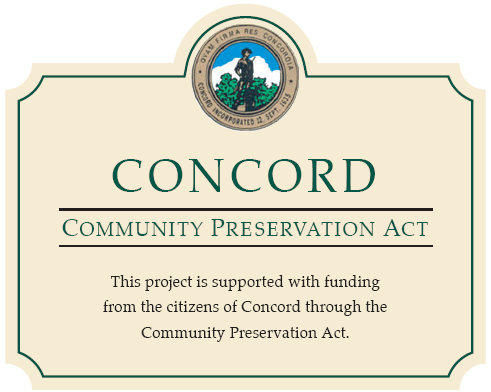 QVAM FIRMA RES CONCORDIA
CONCORD INCORPORATED 12, SEPT. 1635
CONCORD
COMMUNITY PRESERVATION ACT
This project is supported with funding
from the citizens of Concord through the
Community Preservation Act.